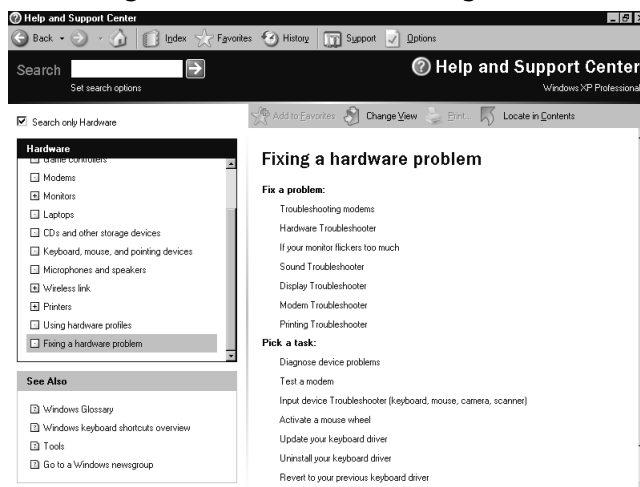 Help and Support Center
Back Index Favorites History Support Options
Search
Set search options
Help and Support Center
Windows XP Professional
Search only Hardware
Add to Favorites Change View Print... Locate in Contents
Hardware
Game controllers
Modems
Monitors
Laptops
CDs and other storage devices
Keyboard, mouse, and pointing devices
Microphones and speakers
Wireless link
Printers
Using hardware profiles
Fixing a hardware problem
See Also
Windows Glossary
Windows keyboard shortcuts overview
Tools
Go to a Windows newsgroup
Fixing a hardware problem
Fix a problem:
Troubleshooting modems
Hardware Troubleshooter
If your monitor flickers too much
Sound Troubleshooter
Display Troubleshooter
Modem Troubleshooter
Printing Troubleshooter
Pick a task:
Diagnose device problems
Test a modem
Input device Troubleshooter (keyboard, mouse, camera, scanner)
Activate a mouse wheel
Update your keyboard driver
Uninstall your keyboard driver
Revert to your previous keyboard driver